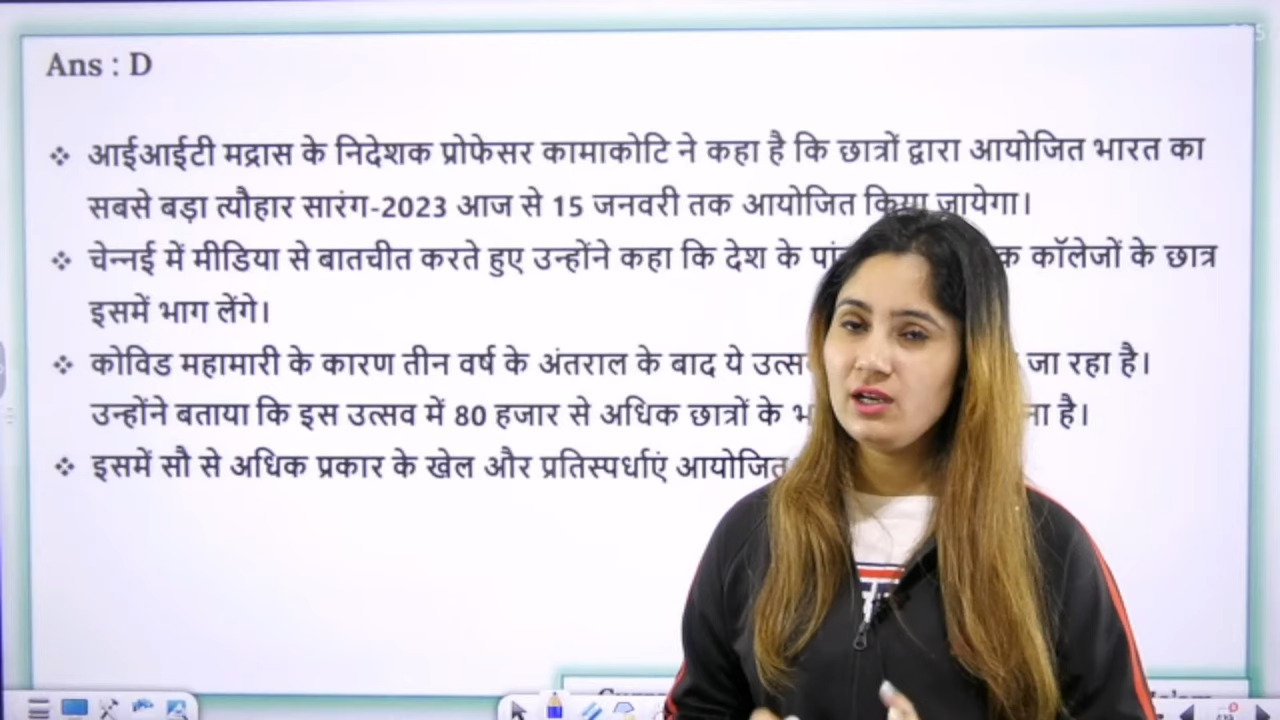 Ans : D
❖ आईआईटी मद्रास के निदेशक प्रोफेसर कामाकोटि ने कहा है कि छात्रों द्वारा आयोजित भारत का
सबसे बड़ा त्यौहार सारंग-2023 आज से 15 जनवरी तक आयोजित किया जायेगा।
❖ चेन्नई में मीडिया से बातचीत करते हुए उन्होंने कहा कि देश के कॉलेजों के छात्र
इसमें भाग लेंगे।
❖ कोविड महामारी के कारण तीन वर्ष के अंतराल के बाद ये जा रहा है।
उन्होंने बताया कि इस उत्सव में 80 हजार से अधिक छात्रों के है।
❖ इसमें सौ से अधिक प्रकार के खेल और प्रतिस्पर्धाएं आयोजित